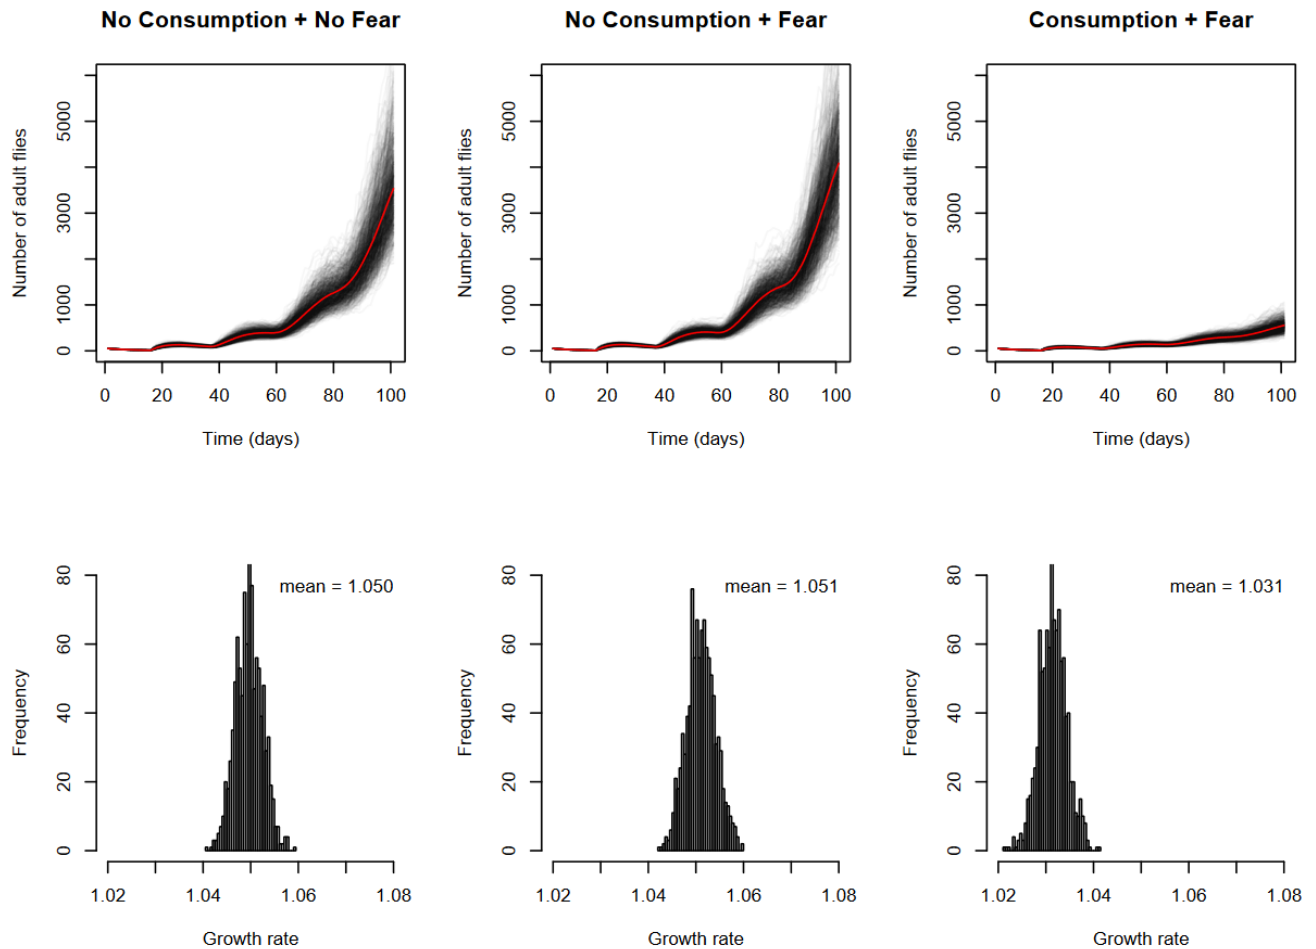 No Consumption + No Fear
No Consumption + Fear
Consumption + Fear
Number of adult flies
0 1000 3000 5000
0 20 40 60 80 100
Time (days)
Number of adult flies
0 1000 3000 5000
0 20 40 60 80 100
Time (days)
Number of adult flies
0 1000 3000 5000
0 20 40 60 80 100
Time (days)
mean = 1.050
Frequency
0 20 40 60 80
1.02 1.04 1.06 1.08
Growth rate
mean = 1.051
Frequency
0 20 40 60 80
1.02 1.04 1.06 1.08
Growth rate
mean = 1.031
Frequency
0 20 40 60 80
1.02 1.04 1.06 1.08
Growth rate